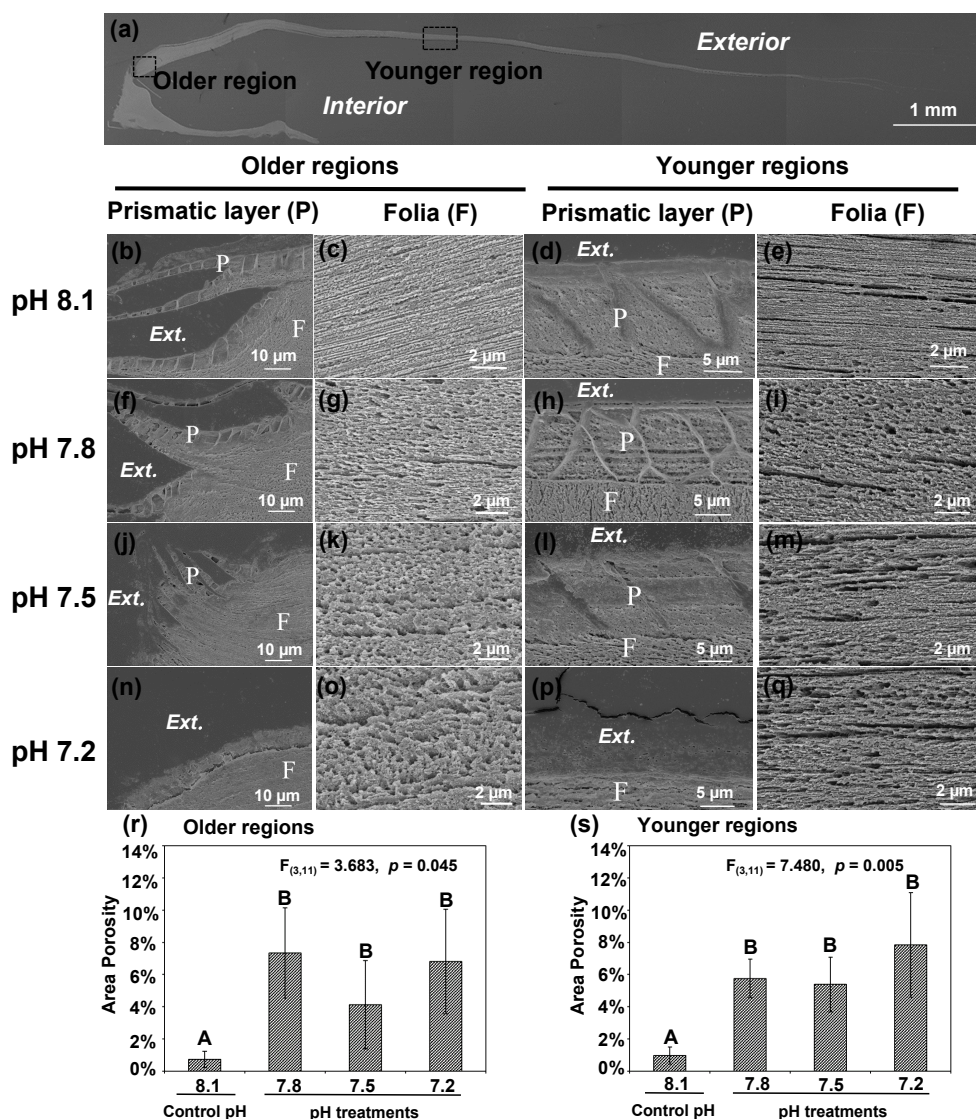 (a)
Exterior
Older region
Younger region
Interior
1 mm
Older regions
Younger regions
Prismatic layer (P)
Folia (F)
Prismatic layer (P)
Folia (F)
pH 8.1
(b)
P
Ext.
F
10 µm
(c)
2 µm
(d)
Ext.
P
F
5 µm
(e)
2 µm
pH 7.8
(f)
P
Ext.
F
10 µm
(g)
2 µm
(h)
Ext.
P
F
5 µm
(i)
2 µm
pH 7.5
(j)
P
Ext.
F
10 µm
(k)
2 µm
(l)
Ext.
P
F
5 µm
(m)
2 µm
pH 7.2
(n)
Ext.
F
10 µm
(o)
2 µm
(p)
Ext.
F
5 µm
(q)
2 µm
(r) Older regions
14%
12%
10%
8%
6%
4%
2%
0%
Area Porosity
F(3,11) = 3.683, p = 0.045
A
B
B
B
8.1
7.8
7.5
7.2
Control pH
pH treatments
(s) Younger regions
14%
12%
10%
8%
6%
4%
2%
0%
Area Porosity
F(3,11) = 7.480, p = 0.005
A
B
B
B
8.1
7.8
7.5
7.2
Control pH
pH treatments